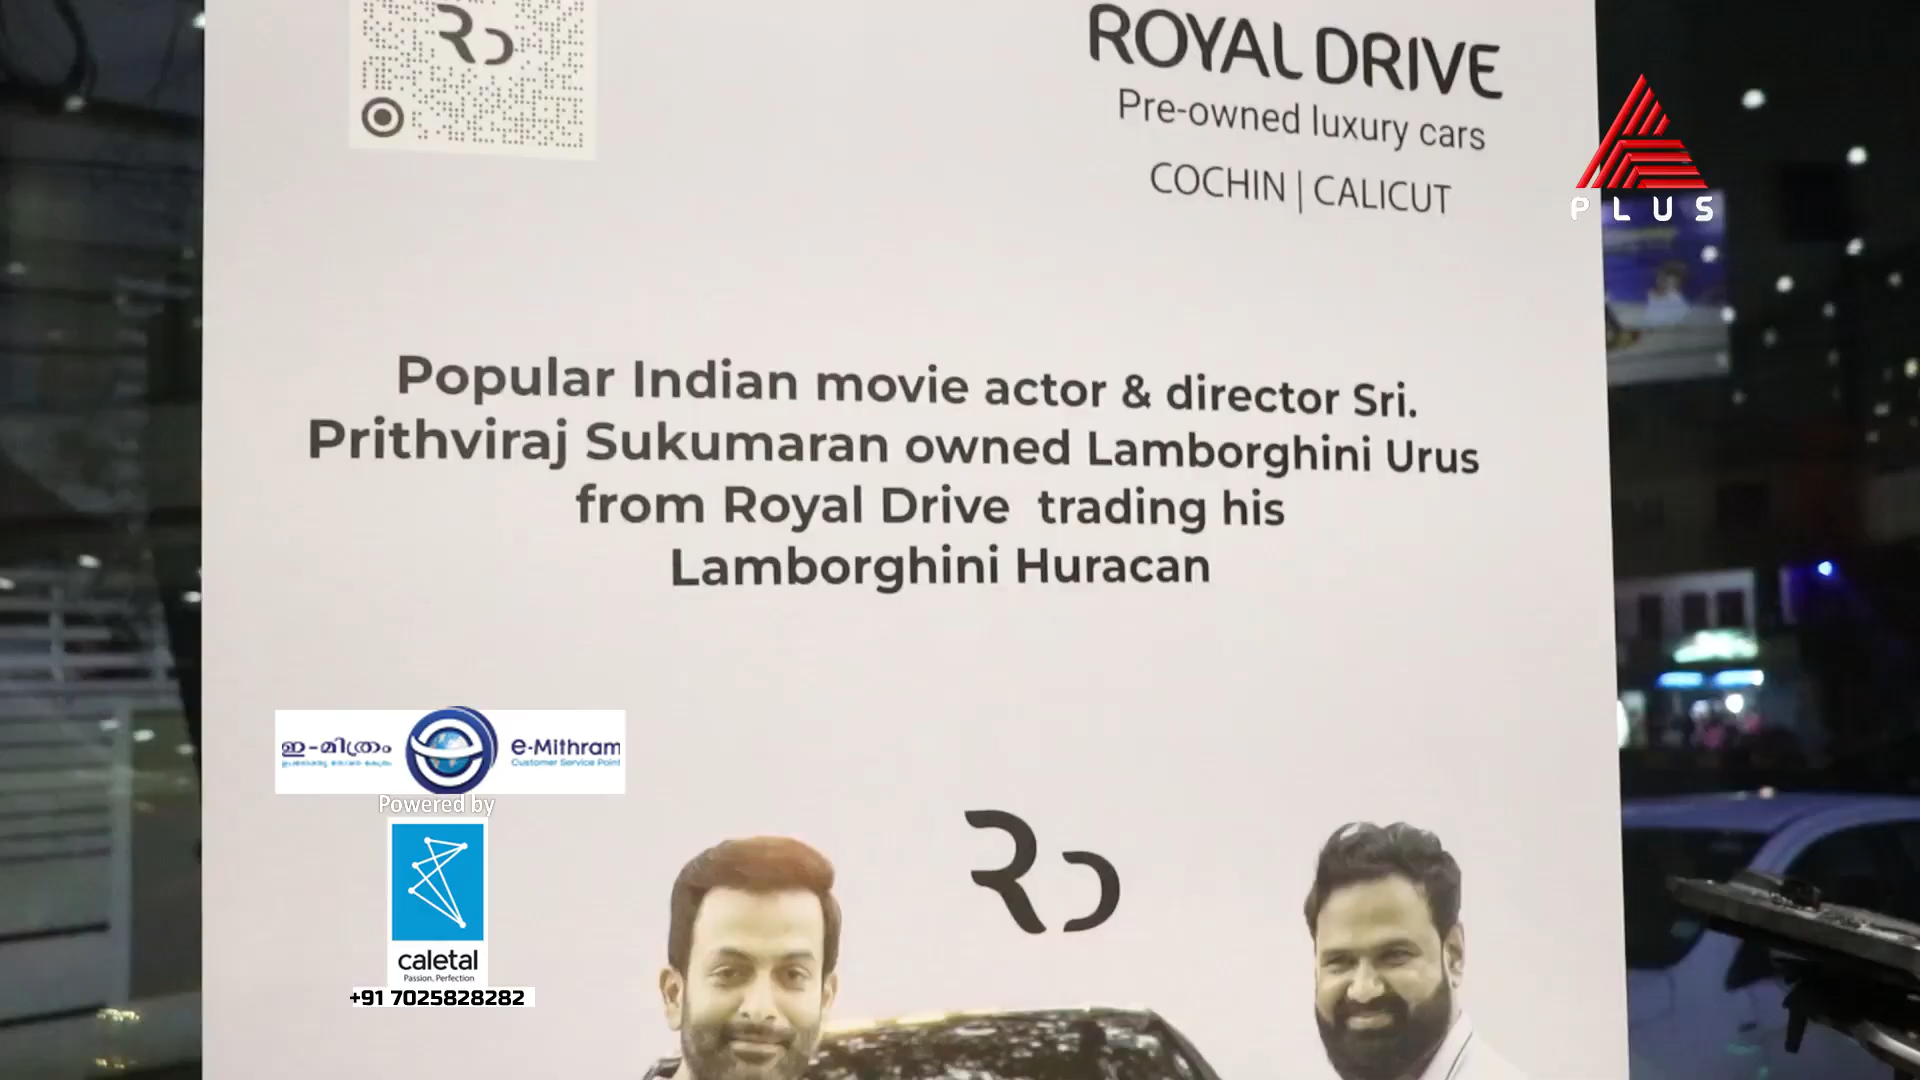 RD
ROYAL DRIVE
Pre-owned luxury cars
COCHIN | CALICUT
PLUS
Popular Indian movie actor & director Sri.
Prithviraj Sukumaran owned Lamborghini Urus
from Royal Drive trading his
Lamborghini Huracan
ഇ-മിത്രം
e-Mithram
Customer Service Point
Powered by
RD
caletal
Passion, Perfection
+91 7025828282